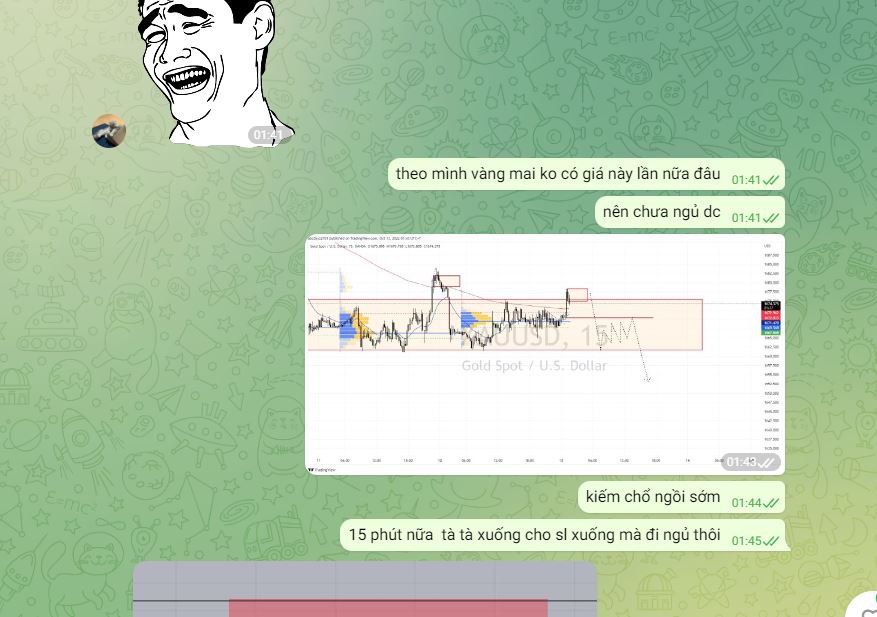 01:41
theo mình vàng mai ko có giá này lần nữa đâu 01:41
nên chưa ngủ dc 01:41
XAUUSD, 15
Gold Spot / U.S. Dollar
TradingView
01:43
kiếm chổ ngồi sớm 01:44
15 phút nữa tà tà xuống cho sl xuống mà đi ngủ thôi 01:45